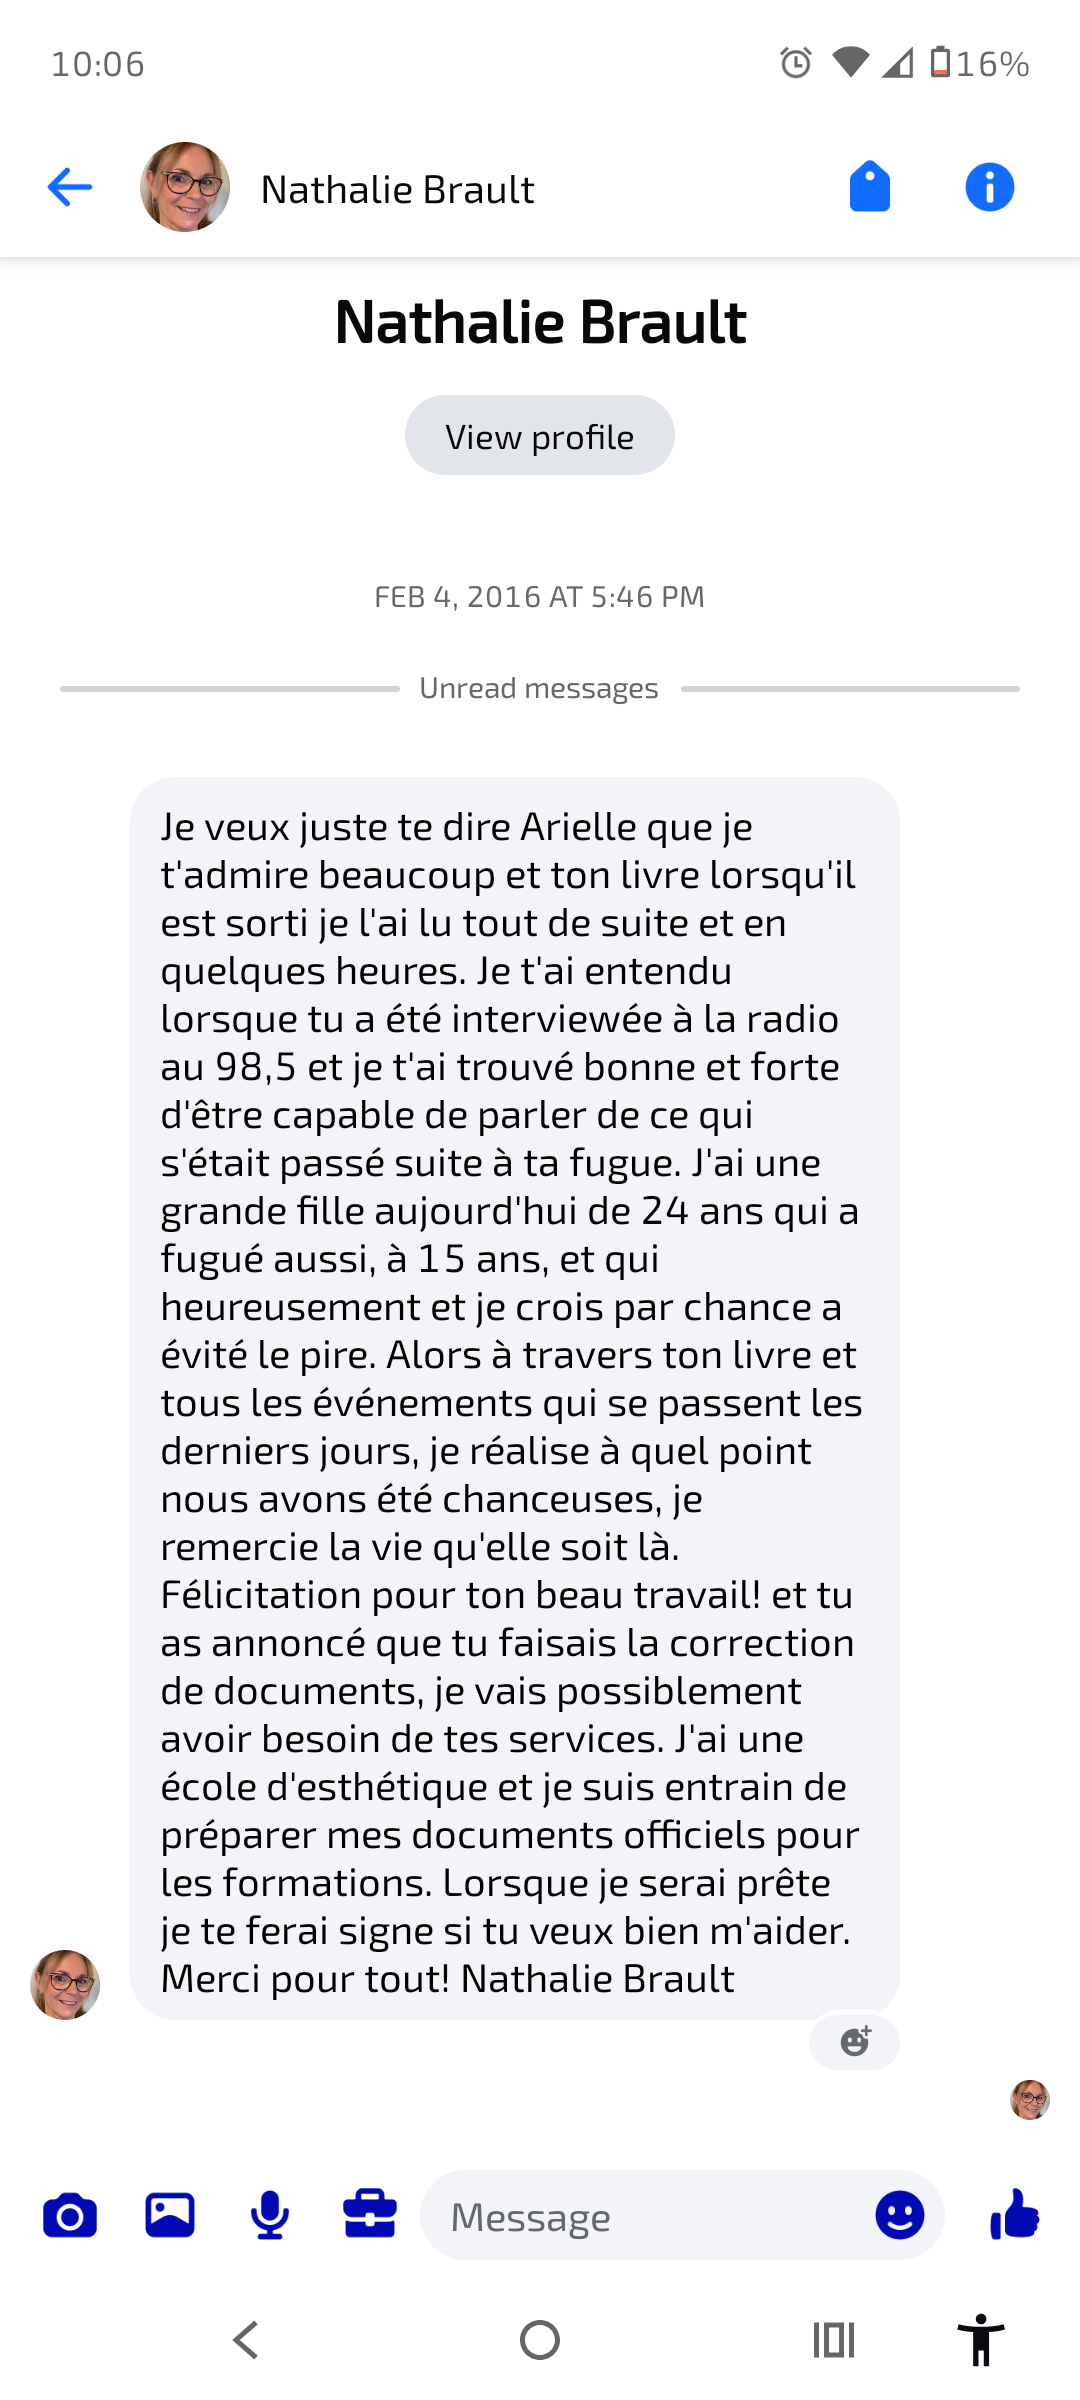 10:06
16%
Nathalie Brault
Nathalie Brault
View profile
FEB 4, 2016 AT 5:46 PM
Unread messages
Je veux juste te dire Arielle que je
t'admire beaucoup et ton livre lorsqu'il
est sorti je l'ai lu tout de suite et en
quelques heures. Je t'ai entendu
lorsque tu a été interviewée à la radio
au 98,5 et je t'ai trouvé bonne et forte
d'être capable de parler de ce qui
s'était passé suite à ta fugue. J'ai une
grande fille aujourd'hui de 24 ans qui a
fugué aussi, à 15 ans, et qui
heureusement et je crois par chance a
évité le pire. Alors à travers ton livre et
tous les événements qui se passent les
derniers jours, je réalise à quel point
nous avons été chanceuses, je
remercie la vie qu'elle soit là.
Félicitation pour ton beau travail! et tu
as annoncé que tu faisais la correction
de documents, je vais possiblement
avoir besoin de tes services. J'ai une
école d'esthétique et je suis entrain de
préparer mes documents officiels pour
les formations. Lorsque je serai prête
je te ferai signe si tu veux bien m'aider.
Merci pour tout! Nathalie Brault
Message